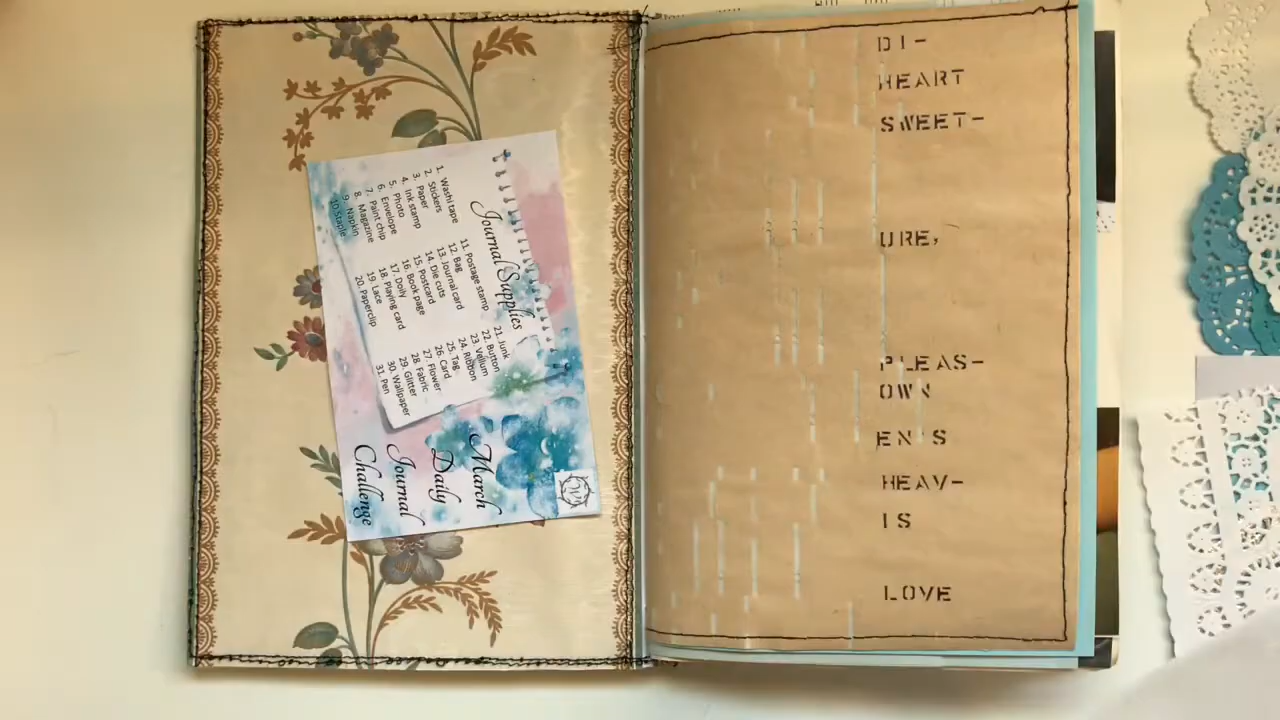 Journal Supplies
1. Washi tape
2. Stickers
3. Paper
4. Ink stamp
5. Photo
6. Envelope
7. Paint chip
8. Magazine
9. Napkin
10. Staple
11. Postage stamp
12. Bag
13. Journal card
14. Die cuts
15. Postcard
16. Book page
17. Doily
18. Playing card
19. Lace
20. Paperclip
21. Junk
22. Button
23. Vellum
24. Ribbon
25. Tag
26. Card
27. Flower
28. Fabric
29. Glitter
30. Wallpaper
31. Pen
March
Daily
Journal
Challenge
DI-
HEART
SWEET-
URE,
PLEAS-
OWN
EN S
HEAV-
IS
LOVE